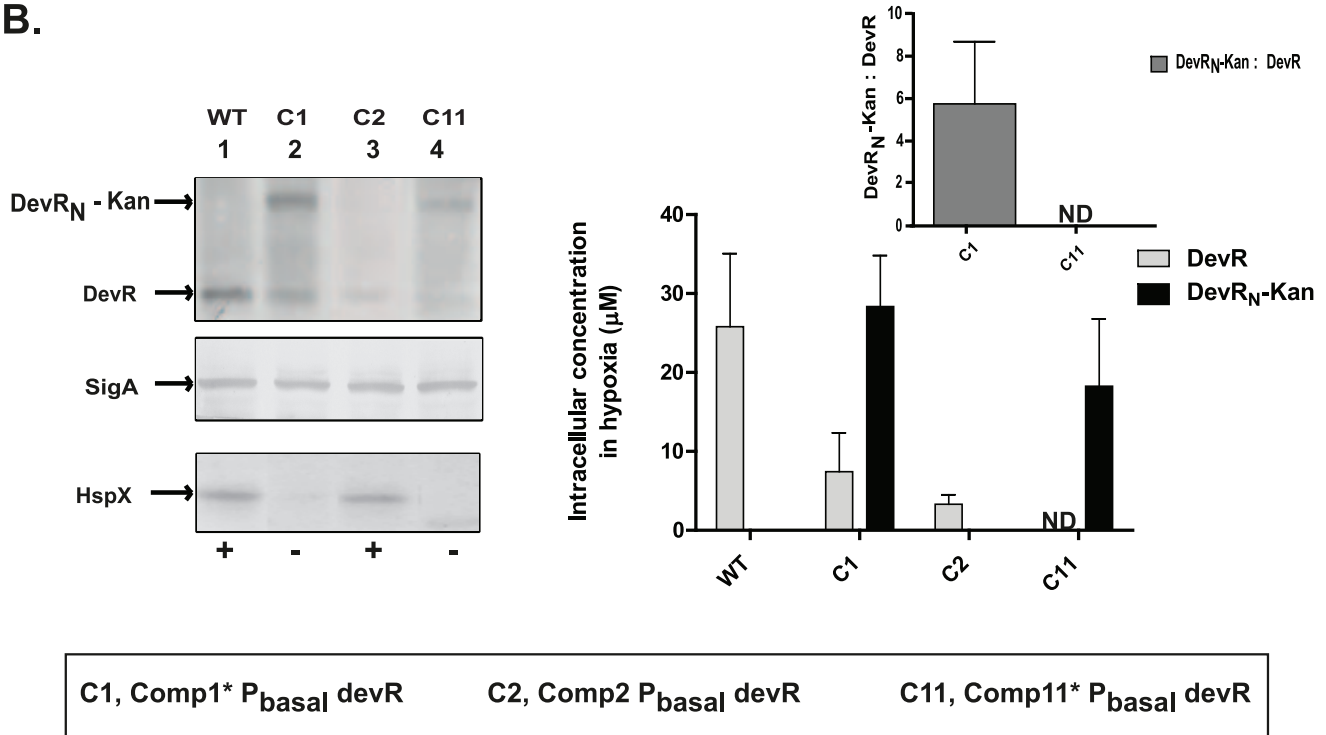 B.
WT C1 C2 C11
1 2 3 4
DevRN - Kan
DevR
SigA
HspX
+ - + -
DevRN-Kan : DevR
10
8
6
4
2
0
ND
C1 C11
DevRN-Kan : DevR
Intracellular concentration
in hypoxia (μM)
40
30
20
10
0
ND
WT C1 C2 C11
DevR
DevRN-Kan
C1, Comp1* Pbasal devR C2, Comp2 Pbasal devR C11, Comp11* Pbasal devR